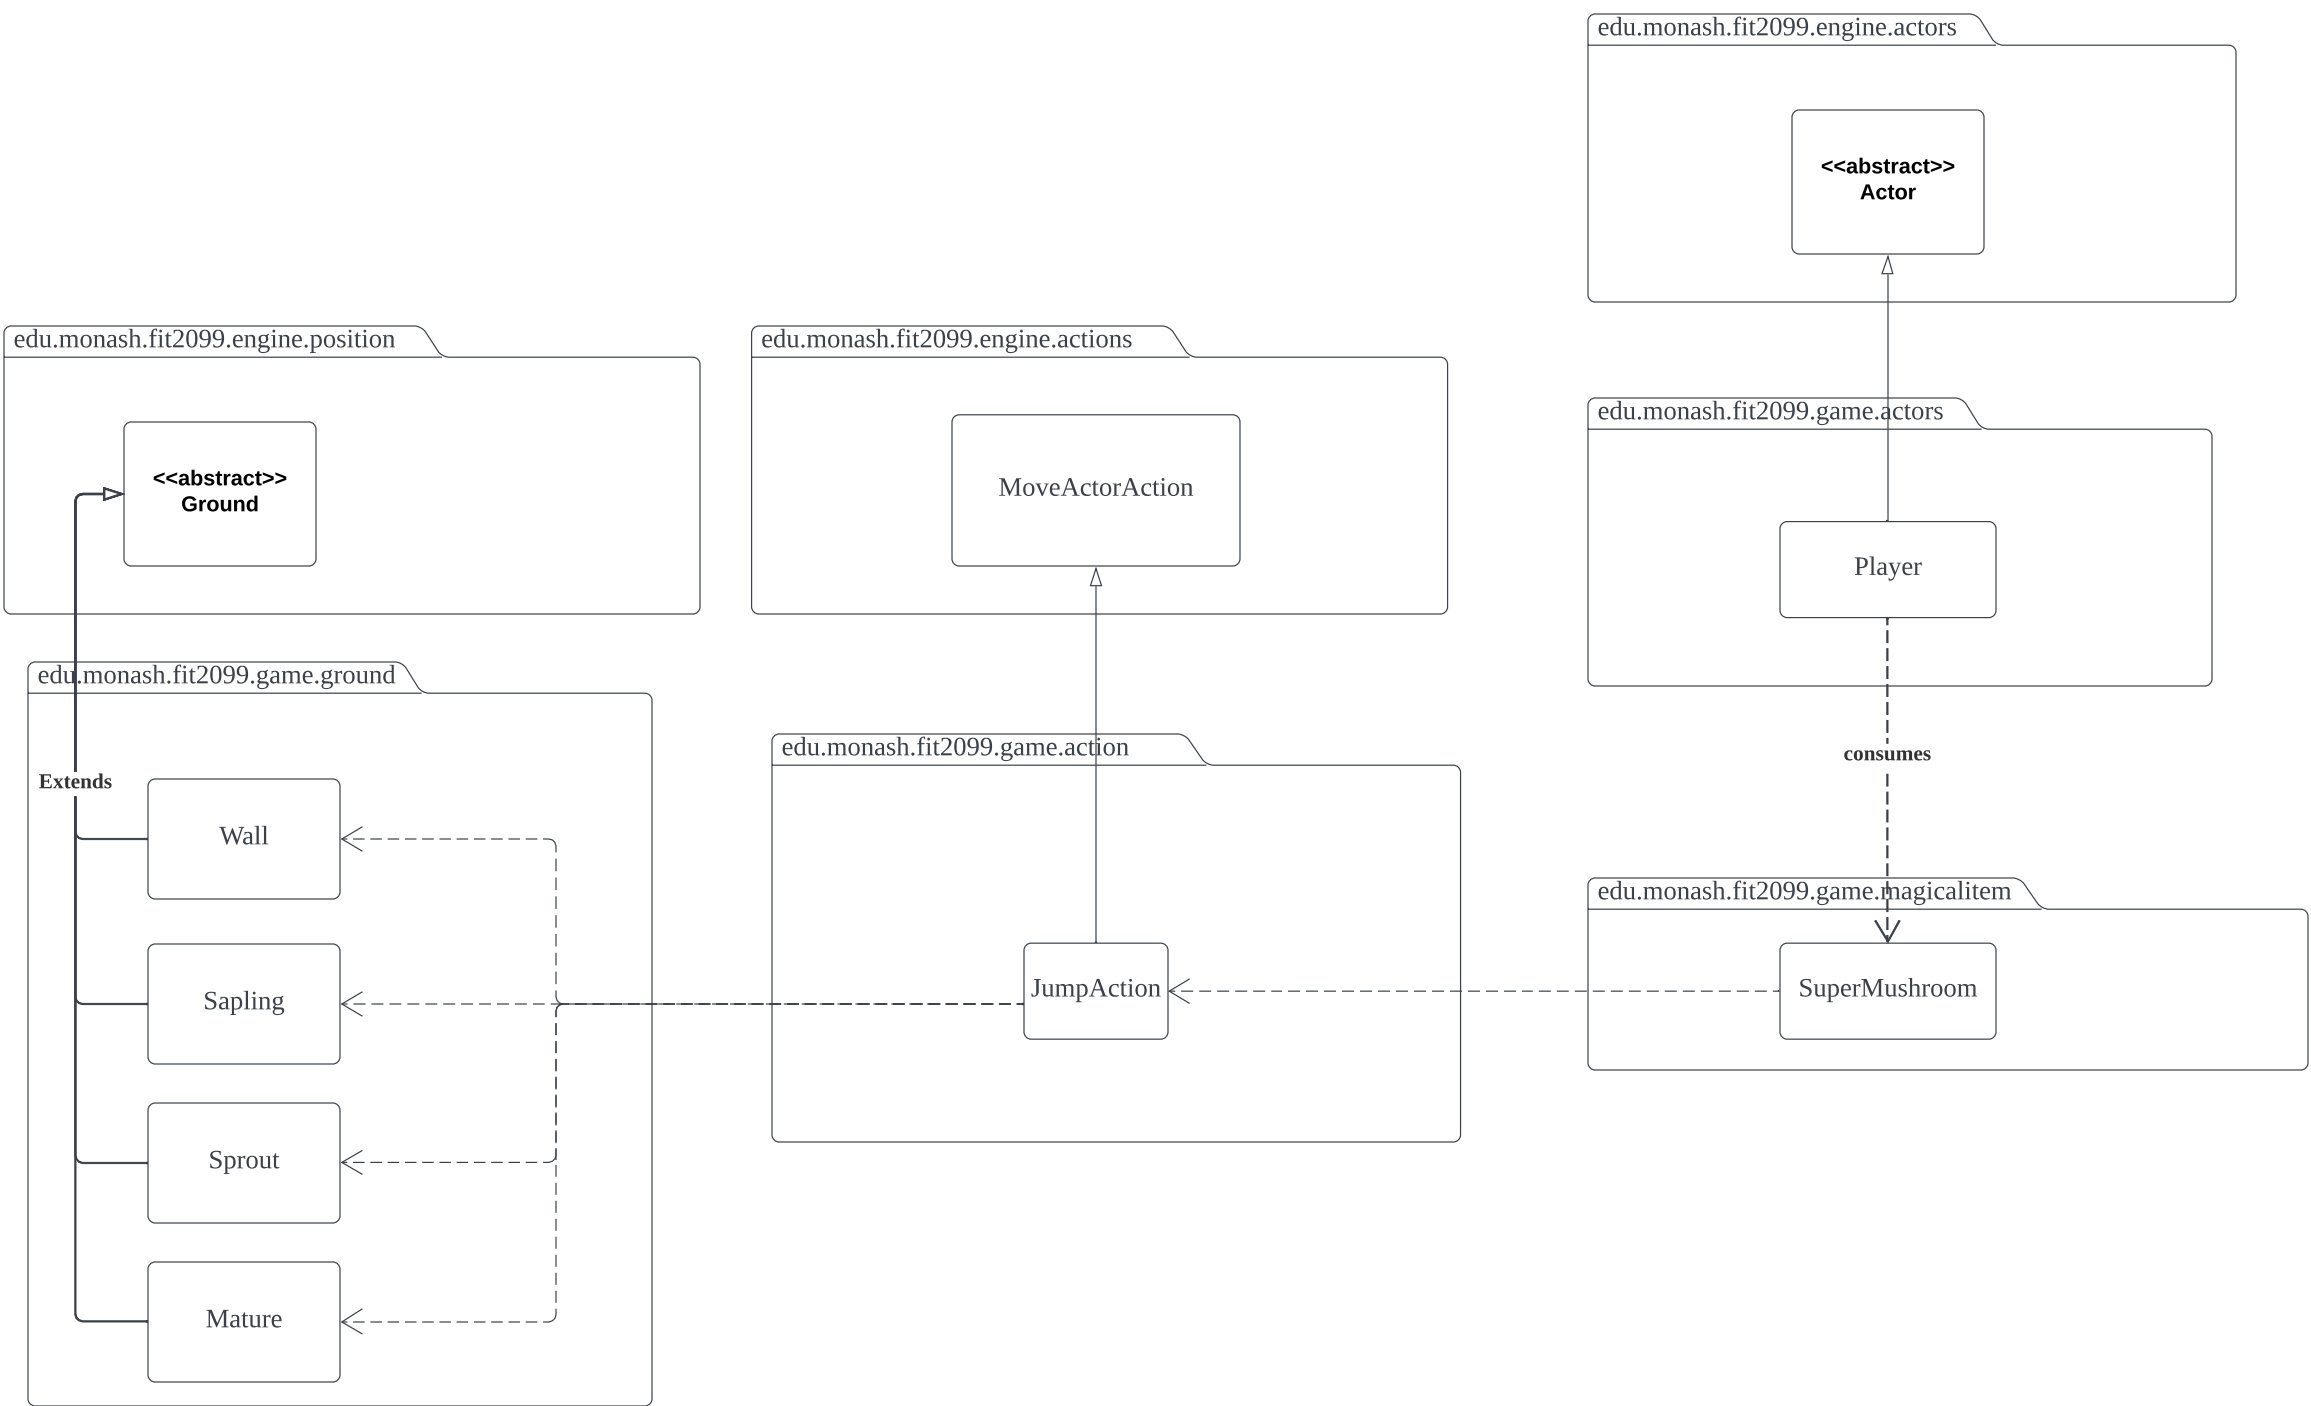 edu.monash.fit2099.engine.actors
<<abstract>>
Actor
edu.monash.fit2099.engine.position
<<abstract>>
Ground
edu.monash.fit2099.engine.actions
MoveActorAction
edu.monash.fit2099.game.actors
Player
consumes
edu.monash.fit2099.game.ground
Extends
Wall
Sapling
Sprout
Mature
edu.monash.fit2099.game.action
JumpAction
edu.monash.fit2099.game.magicalitem
SuperMushroom